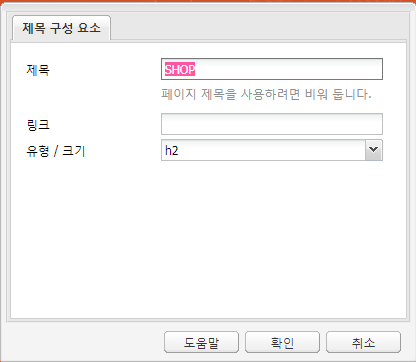 제목 구성 요소
제목 SHOP
페이지 제목을 사용하려면 비워 둡니다.
링크
유형 / 크기 h2
도움말 확인 취소